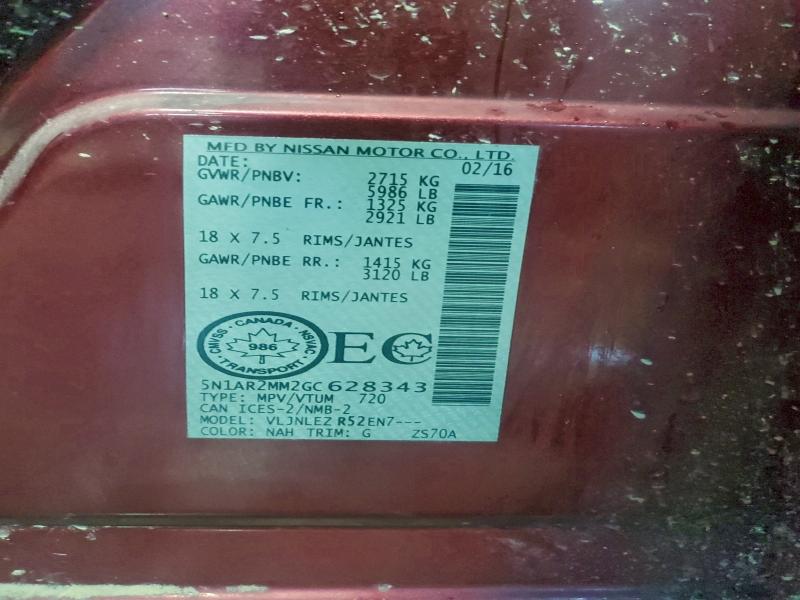 MFD BY NISSAN MOTOR CO., LTD.
DATE: 02/16
GVWR/PNBV: 2715 KG
5986 LB
GAWR/PNBE FR.: 1325 KG
2921 LB
18 X 7.5 RIMS/JANTES
GAWR/PNBE RR.: 1415 KG
3120 LB
18 X 7.5 RIMS/JANTES
CANADA
CMVSS 986 NSVAC
TRANSPORT
EC
5N1AR2MM2GC628343
TYPE: MPV/VTUM 720
CAN ICES-2/NMB-2
MODEL: VLJNLEZ R52EN7---
COLOR: NAH TRIM: G ZS70A